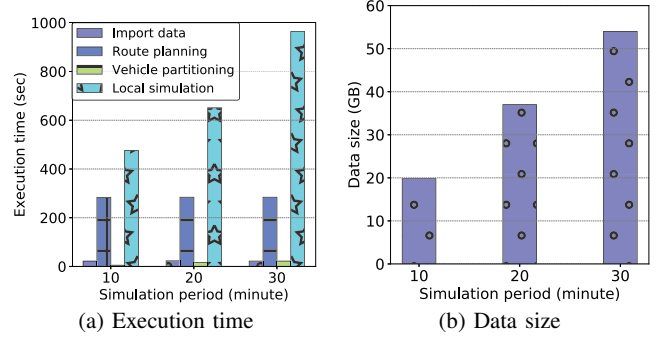 Execution time (sec)
1000
800
600
400
200
0
Import data
Route planning
Vehicle partitioning
Local simulation
10
20
30
Simulation period (minute)
(a) Execution time
Data size (GB)
60
50
40
30
20
10
0
10
20
30
Simulation period (minute)
(b) Data size